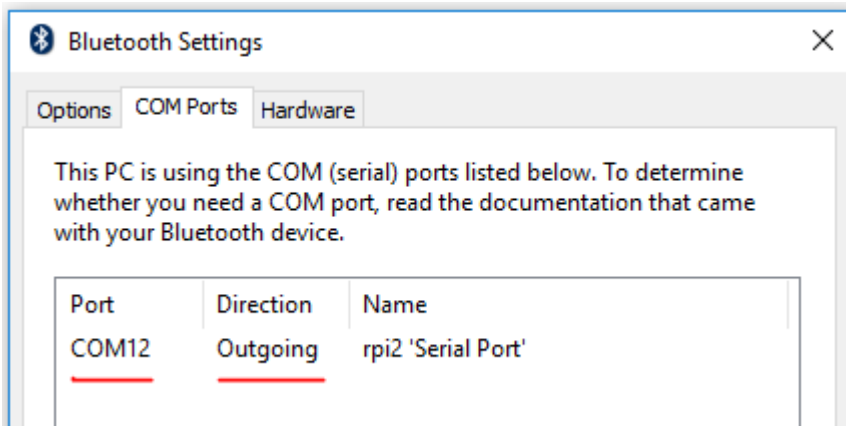 Bluetooth Settings
Options COM Ports Hardware
This PC is using the COM (serial) ports listed below. To determine
whether you need a COM port, read the documentation that came
with your Bluetooth device.
Port Direction Name
COM12 Outgoing rpi2 'Serial Port'